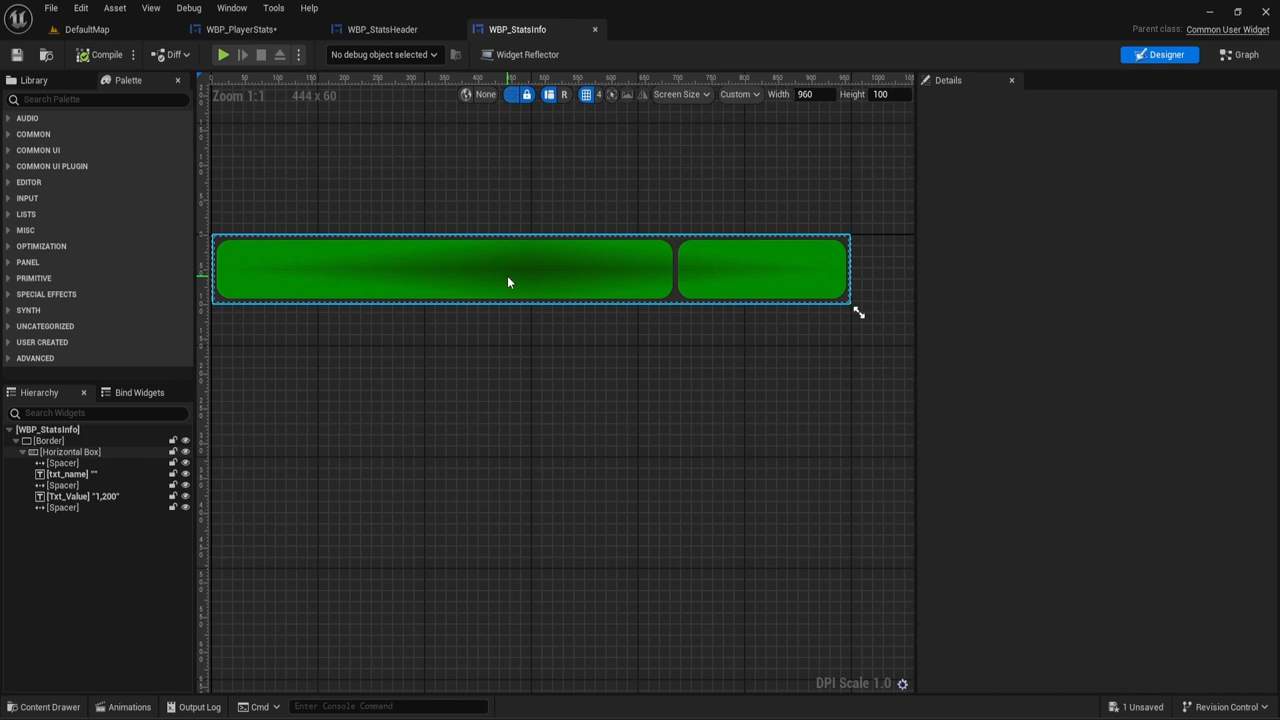 File Edit Asset View Debug Window Tools Help
DefaultMap WBP_PlayerStats* WBP_StatsHeader WBP_StatsInfo
Parent class: Common User Widget
Compile Diff No debug object selected Widget Reflector Designer Graph
Library Palette Details
Search Palette
Zoom 1:1 444 x 60 None R 4 Screen Size Custom Width 960 Height 100
AUDIO
COMMON
COMMON UI
COMMON UI PLUGIN
EDITOR
INPUT
LISTS
MISC
OPTIMIZATION
PANEL
PRIMITIVE
SPECIAL EFFECTS
SYNTH
UNCATEGORIZED
USER CREATED
ADVANCED
Hierarchy Bind Widgets
Search Widgets
[WBP_StatsInfo]
[Border]
[Horizontal Box]
[Spacer]
[txt_name] ""
[Spacer]
[Txt_Value] "1,200"
[Spacer]
DPI Scale 1.0
Content Drawer Animations Output Log Cmd Enter Console Command 1 Unsaved Revision Control